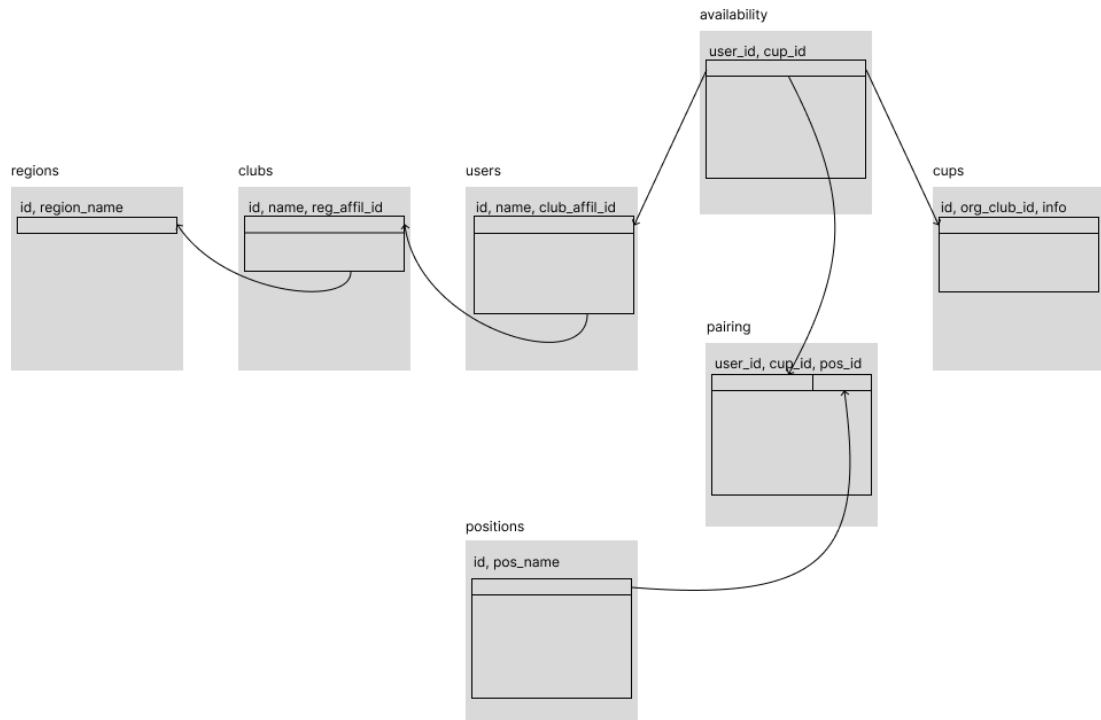 availability
user_id, cup_id
regions
clubs
users
cups
id, region_name
id, name, reg_affil_id
id, name, club_affil_id
id, org_club_id, info
pairing
user_id, cup_id, pos_id
positions
id, pos_name